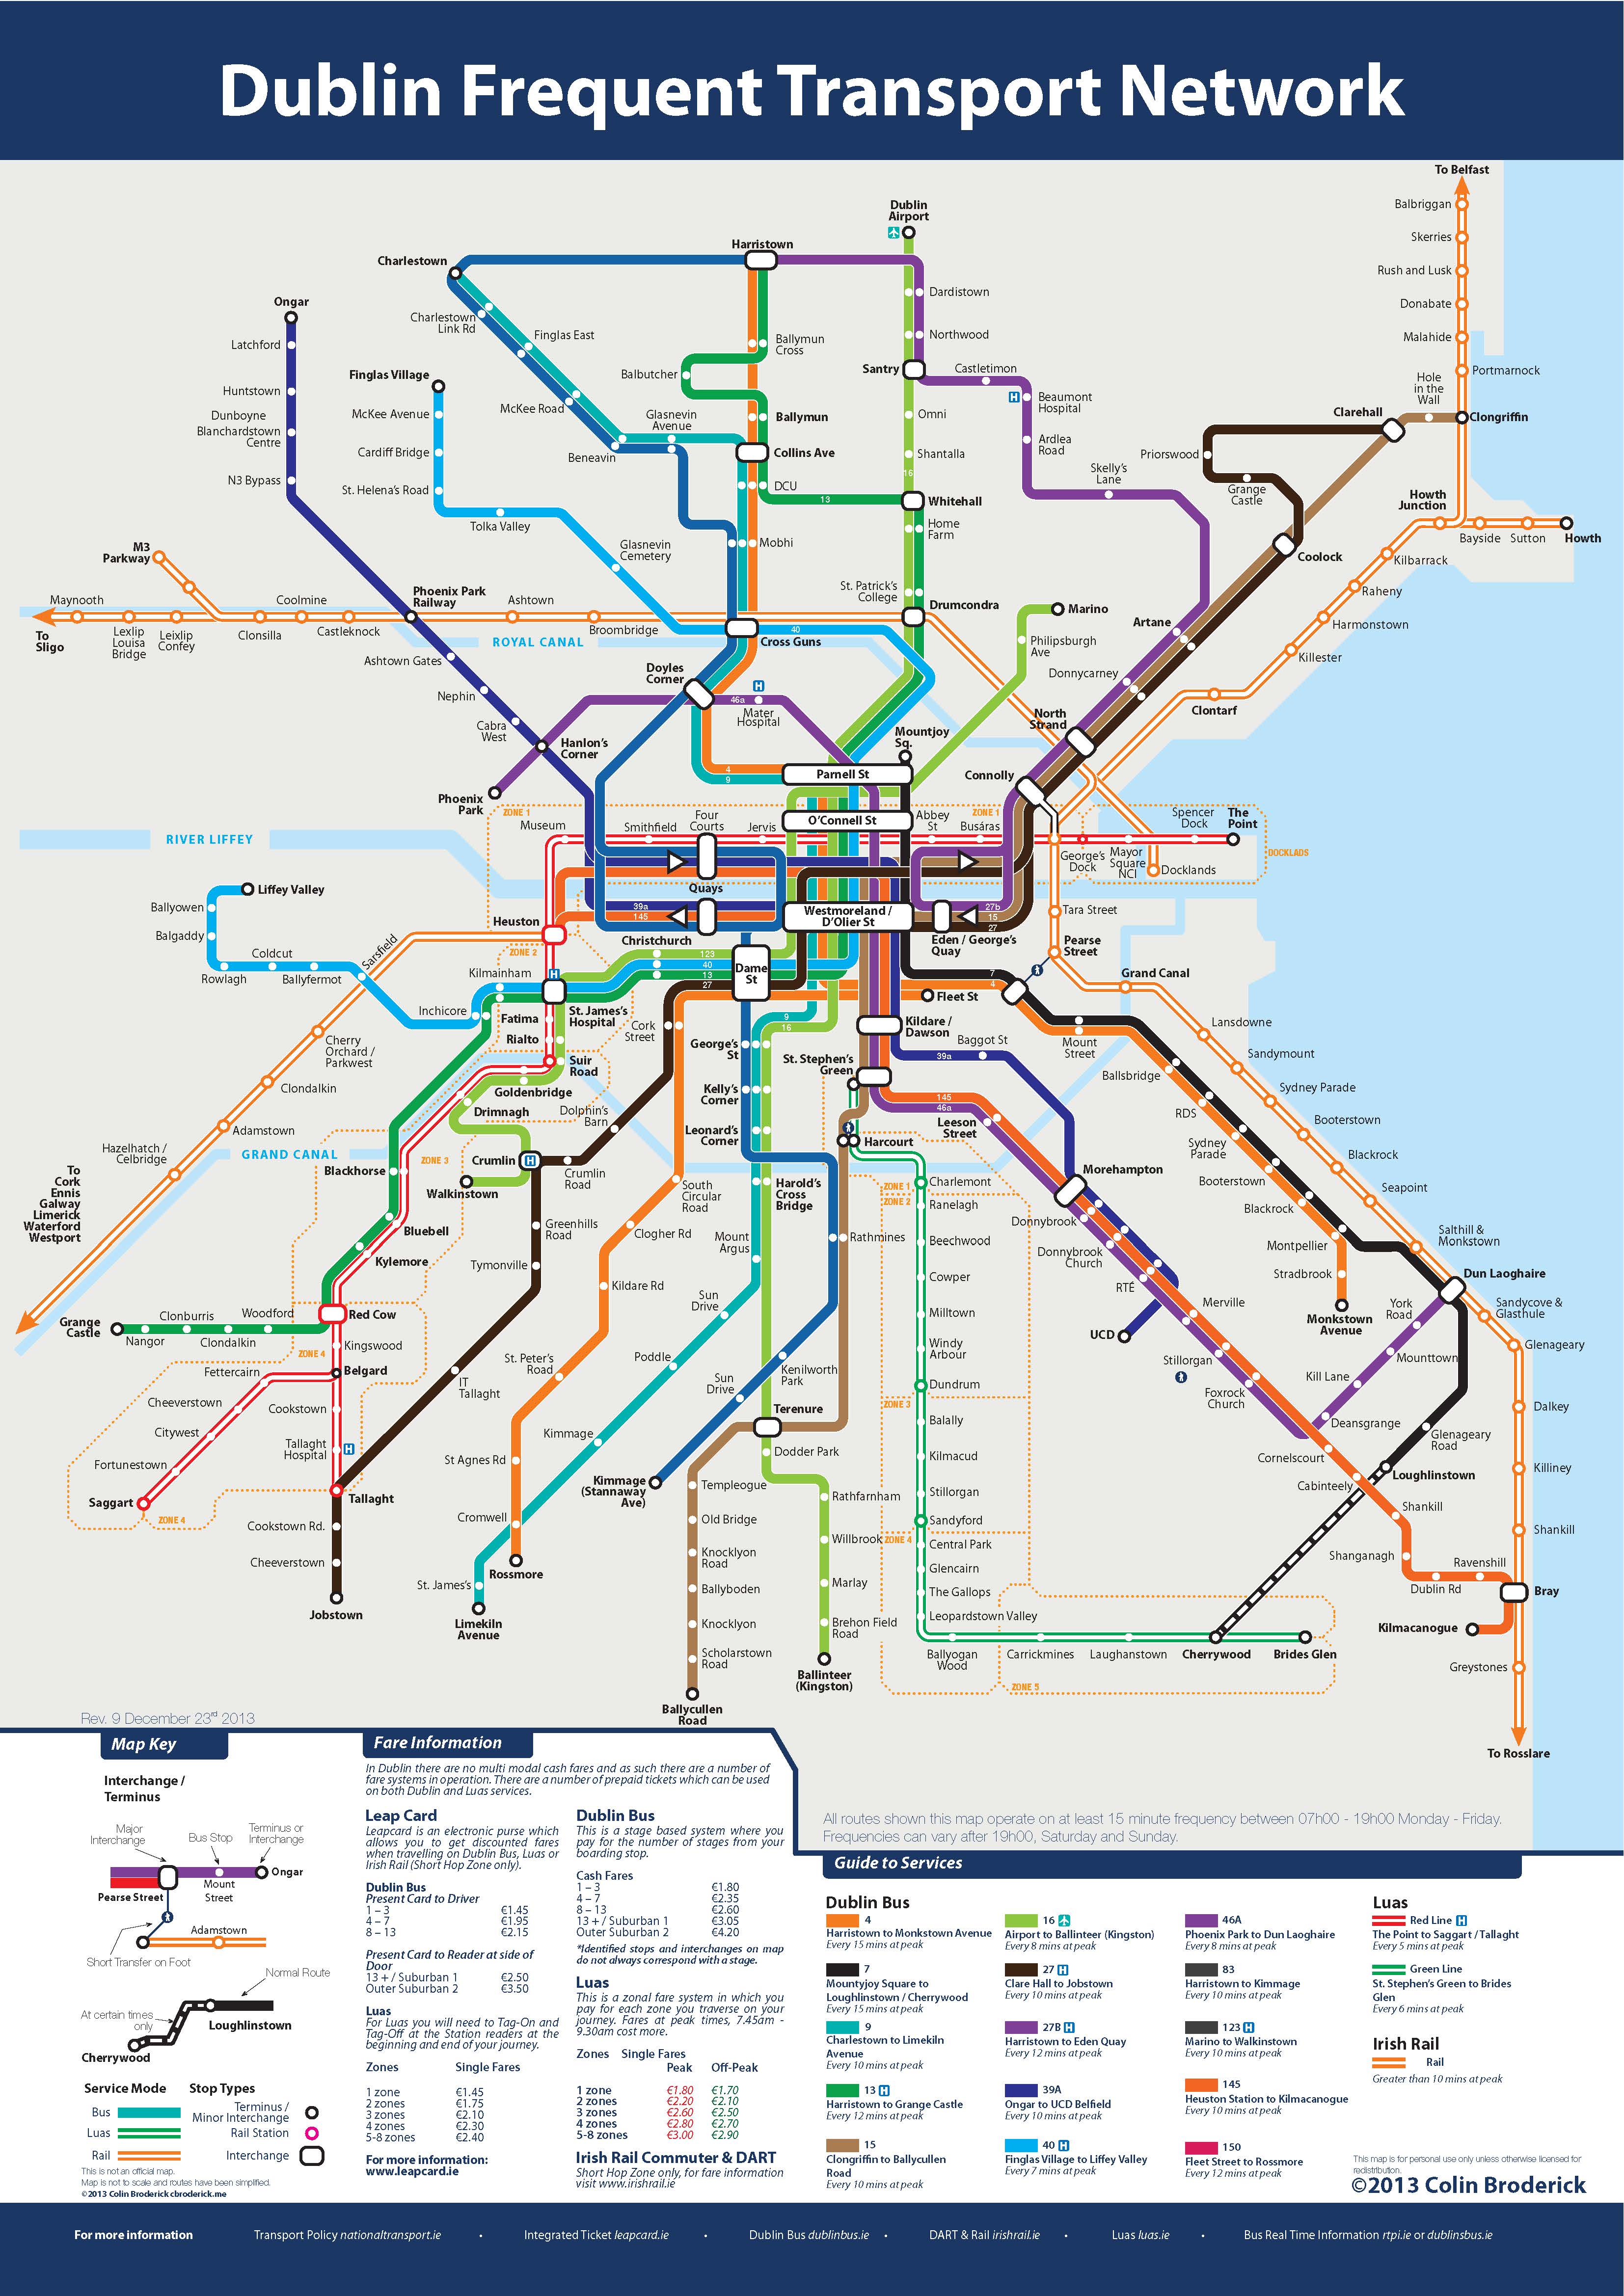 Dublin Frequent Transport Network
To Belfast
Balbriggan
Skerries
Rush and Lusk
Donabate
Malahide
Portmarnock
Hole
in the
Wall
Clarehall
Clongriffin
Dublin
Airport
Harristown
Charlestown
Dardistown
Northwood
Santry
Castletimon
Beaumont
Hospital
Ardlea
Road
Skelly's
Lane
Omni
Shantalla
16
Whitehall
Home
Farm
St. Patrick's
College
Drumcondra
Priorswood
Grange
Castle
Coolock
Howth
Junction
Bayside
Sutton
Howth
Kilbarrack
Raheny
Harmonstown
Killester
Clontarf
Ongar
Latchford
Huntstown
Dunboyne
Blanchardstown
Centre
N3 Bypass
Charlestown
Link Rd
Finglas East
McKee Road
Beneavin
Glasnevin
Avenue
Finglas Village
McKee Avenue
Cardiff Bridge
St. Helena's Road
Tolka Valley
Glasnevin
Cemetery
Ballymun
Cross
Balbutcher
Ballymun
Collins Ave
DCU
13
Mobhi
M3
Parkway
Maynooth
To
Sligo
Lexlip
Louisa
Bridge
Leixlip
Confey
Clonsilla
Coolmine
Castleknock
Phoenix Park
Railway
Ashtown
Broombridge
ROYAL CANAL
40
Cross Guns
Ashtown Gates
Nephin
Cabra
West
Hanlon's
Corner
Phoenix
Park
Doyles
Corner
46a
H
Mater
Hospital
Marino
Philipsburgh
Ave
Artane
Donnycarney
North
Strand
Connolly
Mountjoy
Sq.
4
9
Parnell St
O'Connell St
ZONE 1
ZONE 1
Museum
Smithfield
Four
Courts
Jervis
Abbey
St
Busáras
George's
Dock
Mayor
Square
NCI
Spencer
Dock
The
Point
Docklands
DOCKLADS
RIVER LIFFEY
Quays
39a
145
Westmoreland /
D'Olier St
27b
15
27
Eden / George's
Quay
Tara Street
Pearse
Street
Grand Canal
Liffey Valley
Ballyowen
Balgaddy
Rowlagh
Coldcut
Ballyfermot
Sarsfield
Heuston
ZONE 2
Christchurch
123
40
13
27
Dame
St
Kilmainham
Inchicore
H
St. James's
Hospital
Fatima
Rialto
Suir
Road
Goldenbridge
Drimnagh
Cork
Street
Dolphin's
Barn
7
4
Fleet St
Kildare /
Dawson
Baggot St
39a
Mount
Street
Ballsbridge
RDS
Sydney
Parade
Booterstown
Blackrock
Montpellier
Stradbrook
Monkstown
Avenue
Lansdowne
Sandymount
Sydney Parade
Booterstown
Blackrock
Seapoint
Salthill &
Monkstown
Dun Laoghaire
Sandycove &
Glasthule
Glenageary
Dalkey
Killiney
Shankill
Bray
Greystones
To Rosslare
9
16
George's
St
Kelly's
Corner
Leonard's
Corner
Harold's
Cross
Bridge
St. Stephen's
Green
145
46a
Leeson
Street
Harcourt
Cherry
Orchard /
Parkwest
Clondalkin
Adamstown
Hazelhatch /
Celbridge
To
Cork
Ennis
Galway
Limerick
Waterford
Westport
GRAND CANAL
Blackhorse
ZONE 3
Crumlin
H
Walkinstown
Crumlin
Road
Bluebell
Kylemore
Greenhills
Road
Tymonville
Grange
Castle
Nangor
Clonburris
Clondalkin
Woodford
Red Cow
ZONE 4
Kingswood
Belgard
Fettercairn
Cheeverstown
Citywest
Fortunestown
Saggart
ZONE 4
Cookstown
Tallaght
Hospital
H
Tallaght
IT
Tallaght
Cookstown Rd.
Cheeverstown
Jobstown
South
Circular
Road
Clogher Rd
Kildare Rd
St. Peter's
Road
St Agnes Rd
Cromwell
Rossmore
Mount
Argus
Sun
Drive
Poddle
Kimmage
St. James's
Limekiln
Avenue
Rathmines
Kenilworth
Park
Sun
Drive
Kimmage
(Stannaway
Ave)
Terenure
Dodder Park
Rathfarnham
Willbrook
Marlay
Brehon Field
Road
Ballinteer
(Kingston)
Templeogue
Old Bridge
Knocklyon
Road
Ballyboden
Knocklyon
Scholarstown
Road
Ballycullen
Road
ZONE 1
ZONE 2
Charlemont
Ranelagh
Beechwood
Cowper
Milltown
Windy
Arbour
Dundrum
ZONE 3
Balally
Kilmacud
Stillorgan
Sandyford
ZONE 4
Central Park
Glencairn
The Gallops
Leopardstown Valley
Ballyogan
Wood
Carrickmines
Laughanstown
Cherrywood
Brides Glen
ZONE 5
Morehampton
Donnybrook
Donnybrook
Church
RTÉ
UCD
Merville
Stillorgan
Foxrock
Church
Cornelscourt
Cabinteely
Shankill
Shanganagh
Dublin Rd
Ravenshill
Kilmacanogue
York
Road
Mounttown
Kill Lane
Deansgrange
Glenageary
Road
Loughlinstown
Rev. 9 December 23rd 2013
Map Key
Interchange /
Terminus
Major
Interchange
Bus Stop
Terminus or
Interchange
Ongar
Pearse Street
Mount
Street
Adamstown
Short Transfer on Foot
Normal Route
At certain times
only
Loughlinstown
Cherrywood
Service Mode
Stop Types
Bus
Luas
Rail
Terminus /
Minor Interchange
Rail Station
Interchange
This is not an official map.
Map is not to scale and routes have been simplified.
©2013 Colin Broderick cbroderick.me
Fare Information
In Dublin there are no multi modal cash fares and as such there are a number of
fare systems in operation. There are a number of prepaid tickets which can be used
on both Dublin and Luas services.
Leap Card
Leapcard is an electronic purse which
allows you to get discounted fares
when travelling on Dublin Bus, Luas or
Irish Rail (Short Hop Zone only).
Dublin Bus
Present Card to Driver
1 – 3 €1.45
4 – 7 €1.95
8 – 13 €2.15
Present Card to Reader at side of
Door
13 + / Suburban 1 €2.50
Outer Suburban 2 €3.50
Luas
For Luas you will need to Tag-On and
Tag-Off at the Station readers at the
beginning and end of your journey.
Zones Single Fares
1 zone €1.45
2 zones €1.75
3 zones €2.10
4 zones €2.30
5-8 zones €2.40
For more information:
www.leapcard.ie
Dublin Bus
This is a stage based system where you
pay for the number of stages from your
boarding stop.
Cash Fares
1 – 3 €1.80
4 – 7 €2.35
8 – 13 €2.60
13 + / Suburban 1 €3.05
Outer Suburban 2 €4.20
*Identified stops and interchanges on map
do not always correspond with a stage.
Luas
This is a zonal fare system in which you
pay for each zone you traverse on your
journey. Fares at peak times, 7.45am -
9.30am cost more.
Zones Single Fares
Peak Off-Peak
1 zone €1.80 €1.70
2 zones €2.20 €2.10
3 zones €2.60 €2.50
4 zones €2.80 €2.70
5-8 zones €3.00 €2.90
Irish Rail Commuter & DART
Short Hop Zone only, for fare information
visit www.irishrail.ie
All routes shown this map operate on at least 15 minute frequency between 07h00 - 19h00 Monday - Friday.
Frequencies can vary after 19h00, Saturday and Sunday.
Guide to Services
Dublin Bus
4
Harristown to Monkstown Avenue
Every 15 mins at peak
7
Mountyjoy Square to
Loughlinstown / Cherrywood
Every 15 mins at peak
9
Charlestown to Limekiln
Avenue
Every 10 mins at peak
13 H
Harristown to Grange Castle
Every 12 mins at peak
15
Clongriffin to Ballycullen
Road
Every 10 mins at peak
16
Airport to Ballinteer (Kingston)
Every 8 mins at peak
27 H
Clare Hall to Jobstown
Every 10 mins at peak
27B H
Harristown to Eden Quay
Every 12 mins at peak
39A
Ongar to UCD Belfield
Every 10 mins at peak
40 H
Finglas Village to Liffey Valley
Every 7 mins at peak
46A
Phoenix Park to Dun Laoghaire
Every 8 mins at peak
83
Harristown to Kimmage
Every 10 mins at peak
123 H
Marino to Walkinstown
Every 10 mins at peak
145
Heuston Station to Kilmacanogue
Every 10 mins at peak
150
Fleet Street to Rossmore
Every 12 mins at peak
Luas
Red Line H
The Point to Saggart / Tallaght
Every 5 mins at peak
Green Line
St. Stephen's Green to Brides
Glen
Every 6 mins at peak
Irish Rail
Rail
Greater than 10 mins at peak
This map is for personal use only unless otherwise licensed for
redistribution.
©2013 Colin Broderick
For more information
Transport Policy nationaltransport.ie • Integrated Ticket leapcard.ie • Dublin Bus dublinbus.ie • DART & Rail irishrail.ie • Luas luas.ie • Bus Real Time Information rtpi.ie or dublinsbus.ie